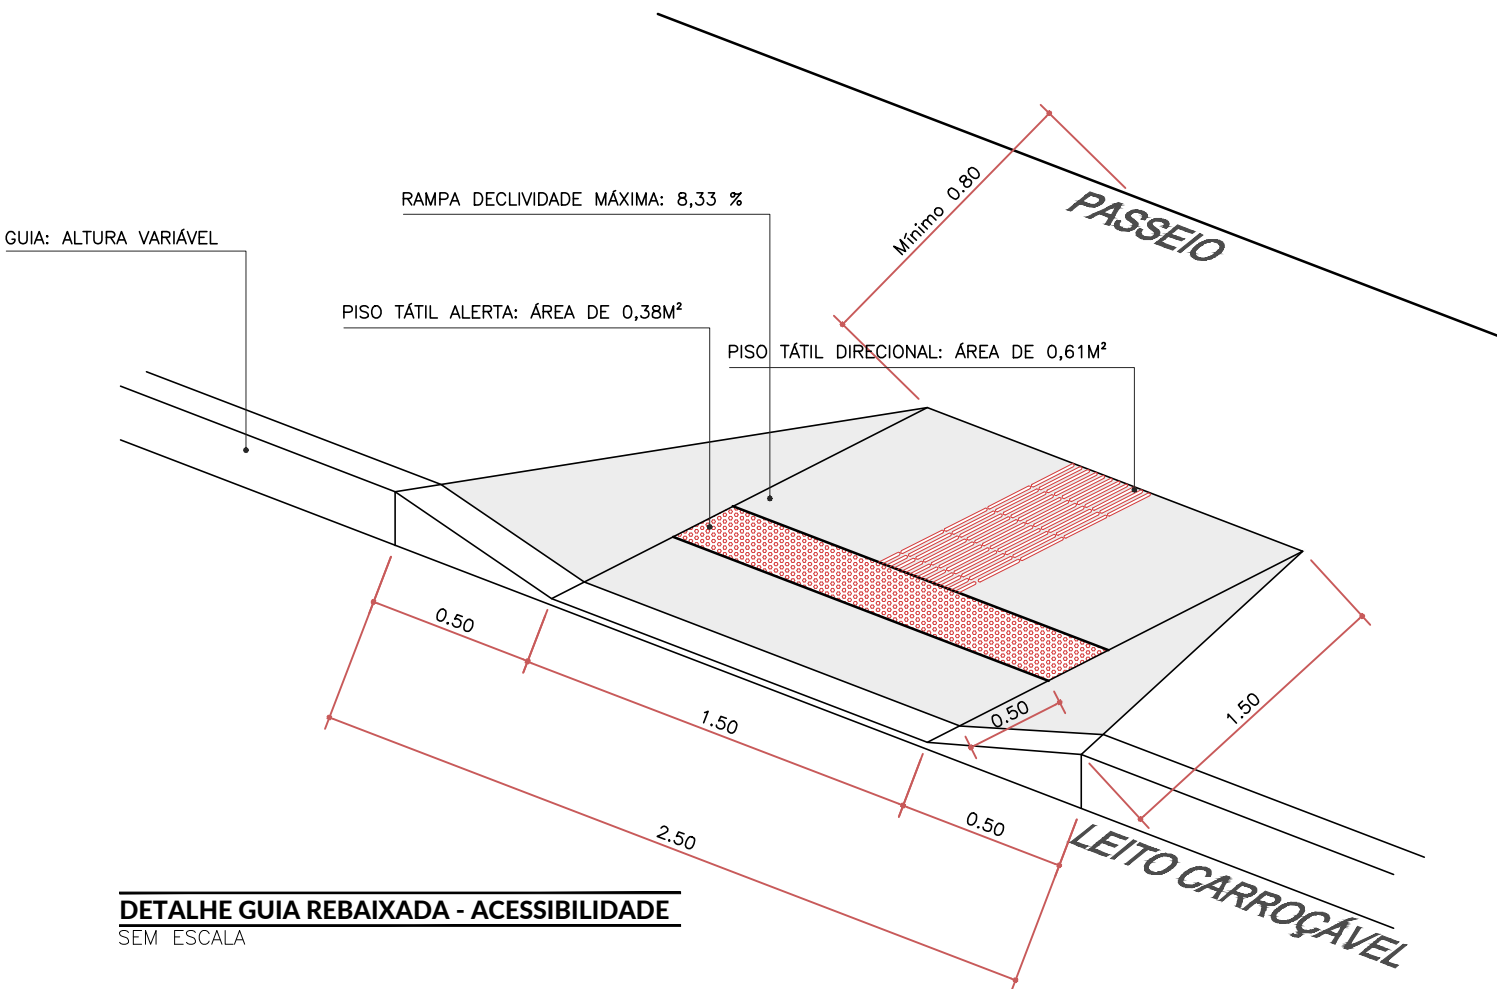 Mínimo 0.80
PASSEIO
RAMPA DECLIVIDADE MÁXIMA: 8,33 %
GUIA: ALTURA VARIÁVEL
PISO TÁTIL ALERTA: ÁREA DE 0,38M²
PISO TÁTIL DIRECIONAL: ÁREA DE 0,61M²
0.50
1.50
0.50
1.50
0.50
2.50
LEITO CARROÇÁVEL
DETALHE GUIA REBAIXADA - ACESSIBILIDADE
SEM ESCALA